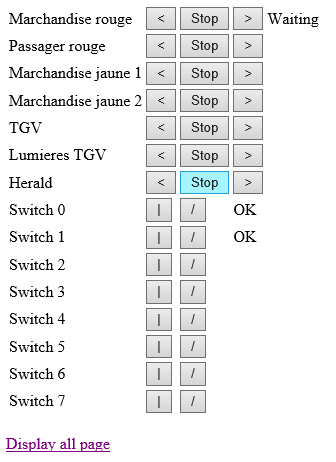 Marchandise rouge < Stop > Waiting
Passager rouge < Stop >
Marchandise jaune 1 < Stop >
Marchandise jaune 2 < Stop >
TGV < Stop >
Lumieres TGV < Stop >
Herald < Stop >
Switch 0 | / OK
Switch 1 | / OK
Switch 2 | /
Switch 3 | /
Switch 4 | /
Switch 5 | /
Switch 6 | /
Switch 7 | /
Display all page